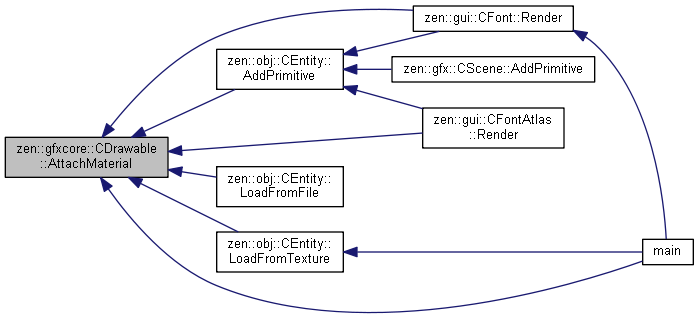 zen::gfxcore::CDrawable
::AttachMaterial
zen::gui::CFont::Render
zen::obj::CEntity::
AddPrimitive
zen::gfx::CScene::AddPrimitive
zen::gui::CFontAtlas
::Render
zen::obj::CEntity::
LoadFromFile
zen::obj::CEntity::
LoadFromTexture
main